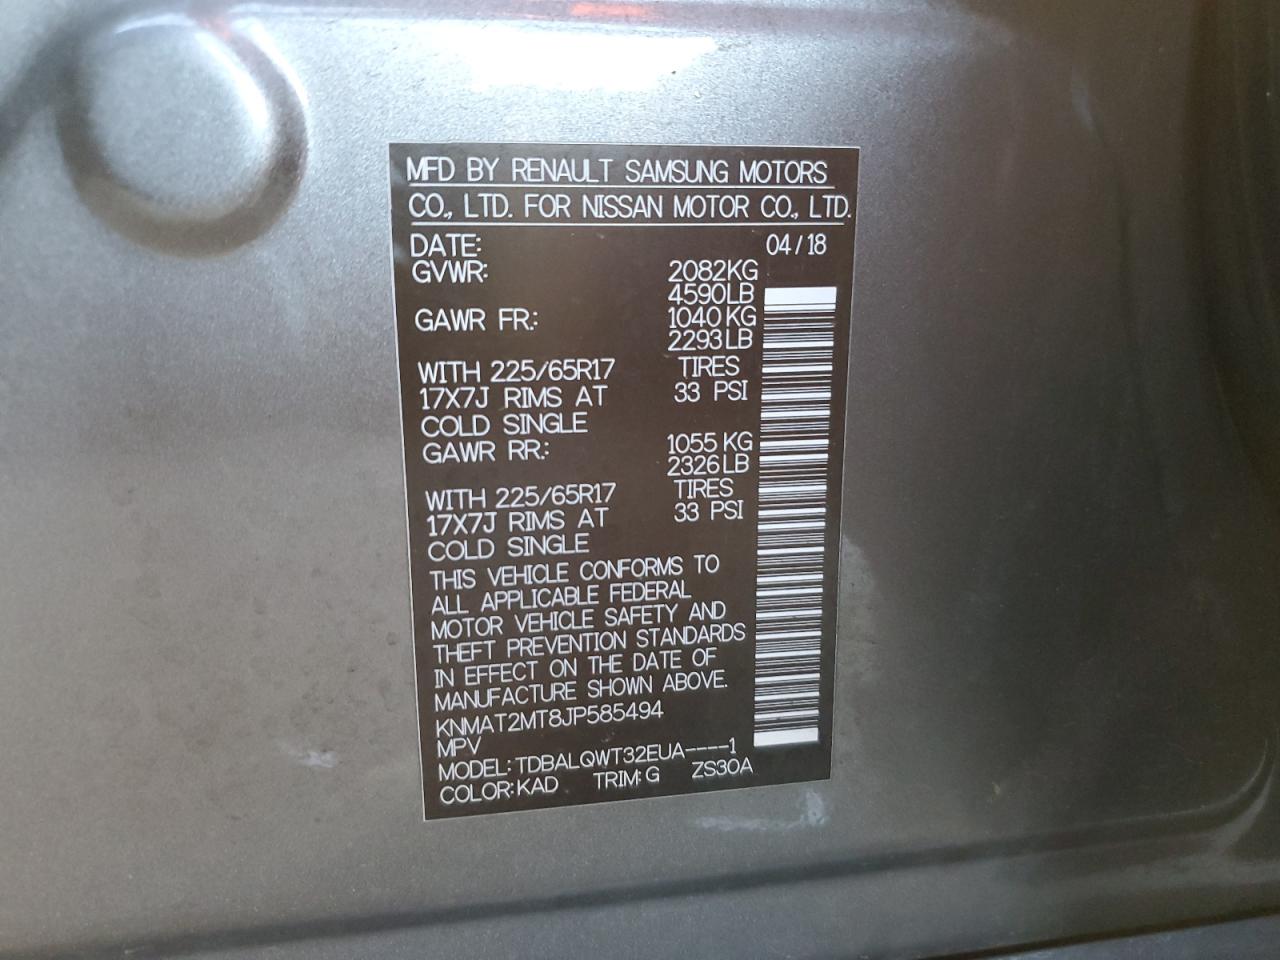 MFD BY RENAULT SAMSUNG MOTORS
CO., LTD. FOR NISSAN MOTOR CO., LTD.
DATE: 04/18
GVWR: 2082KG
4590LB
GAWR FR.: 1040KG
2293LB
WITH 225/65R17 TIRES
17X7J RIMS AT 33 PSI
COLD SINGLE
GAWR RR.: 1055KG
2326LB
WITH 225/65R17 TIRES
17X7J RIMS AT 33 PSI
COLD SINGLE
THIS VEHICLE CONFORMS TO
ALL APPLICABLE FEDERAL
MOTOR VEHICLE SAFETY AND
THEFT PREVENTION STANDARDS
IN EFFECT ON THE DATE OF
MANUFACTURE SHOWN ABOVE.
KNMAT2MT8JP585494
MPV
MODEL:TDBALQWT32EUA----1
COLOR:KAD TRIM:G ZS30A